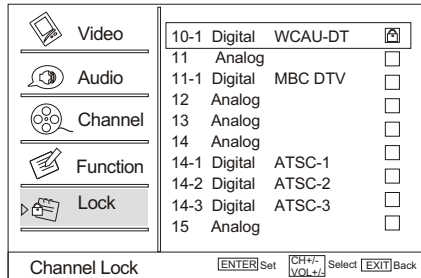 Video
Audio
Channel
Function
Lock
10-1 Digital WCAU-DT
11 Analog
11-1 Digital MBC DTV
12 Analog
13 Analog
14 Analog
14-1 Digital ATSC-1
14-2 Digital ATSC-2
14-3 Digital ATSC-3
15 Analog
Channel Lock
ENTER Set CH+/- VOL+/- Select EXIT Back